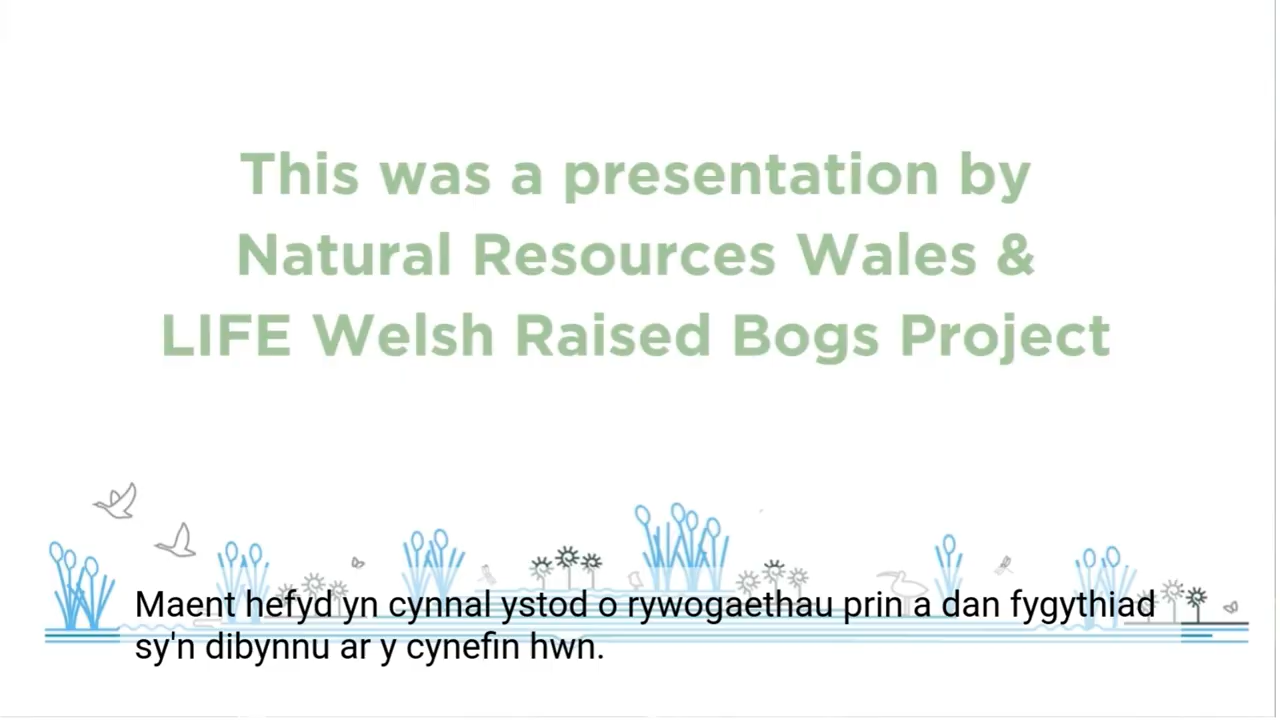 This was a presentation by
Natural Resources Wales &
LIFE Welsh Raised Bogs Project
Maent hefyd yn cynnal ystod o rywogaethau prin a dan fygythiad
sy'n dibynnu ar y cynefin hwn.